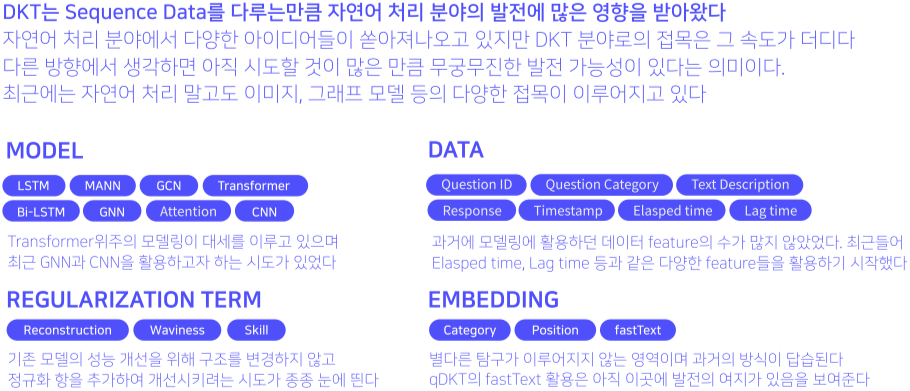 DKT는 Sequence Data를 다루는만큼 자연어 처리 분야의 발전에 많은 영향을 받아왔다
자연어 처리 분야에서 다양한 아이디어들이 쏟아져나오고 있지만 DKT 분야로의 접목은 그 속도가 더디다
다른 방향에서 생각하면 아직 시도할 것이 많은 만큼 무궁무진한 발전 가능성이 있다는 의미이다.
최근에는 자연어 처리 말고도 이미지, 그래프 모델 등의 다양한 접목이 이루어지고 있다
MODEL
LSTM MANN GCN Transformer
Bi-LSTM GNN Attention CNN
Transformer위주의 모델링이 대세를 이루고 있으며
최근 GNN과 CNN을 활용하고자 하는 시도가 있었다
DATA
Question ID Question Category Text Description
Response Timestamp Elasped time Lag time
과거에 모델링에 활용하던 데이터 feature의 수가 많지 않았었다. 최근들어
Elasped time, Lag time 등과 같은 다양한 feature들을 활용하기 시작했다
REGULARIZATION TERM
Reconstruction Waviness Skill
기존 모델의 성능 개선을 위해 구조를 변경하지 않고
정규화 항을 추가하여 개선시키려는 시도가 종종 눈에 띈다
EMBEDDING
Category Position fastText
별다른 탐구가 이루어지지 않는 영역이며 과거의 방식이 답습된다
qDKT의 fastText 활용은 아직 이곳에 발전의 여지가 있음을 보여준다